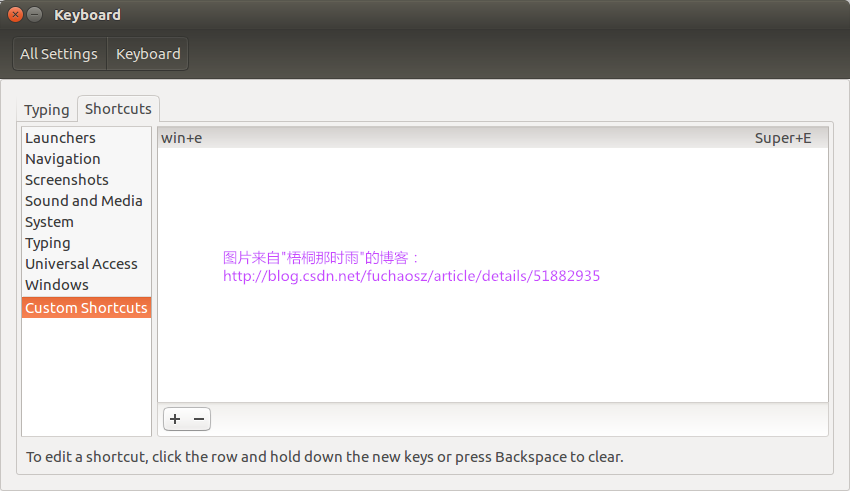 Keyboard
All Settings Keyboard
Typing Shortcuts
Launchers
Navigation
Screenshots
Sound and Media
System
Typing
Universal Access
Windows
Custom Shortcuts
win+e Super+E
图片来自"梧桐那时雨"的博客：
http://blog.csdn.net/fuchaosz/article/details/51882935
To edit a shortcut, click the row and hold down the new keys or press Backspace to clear.